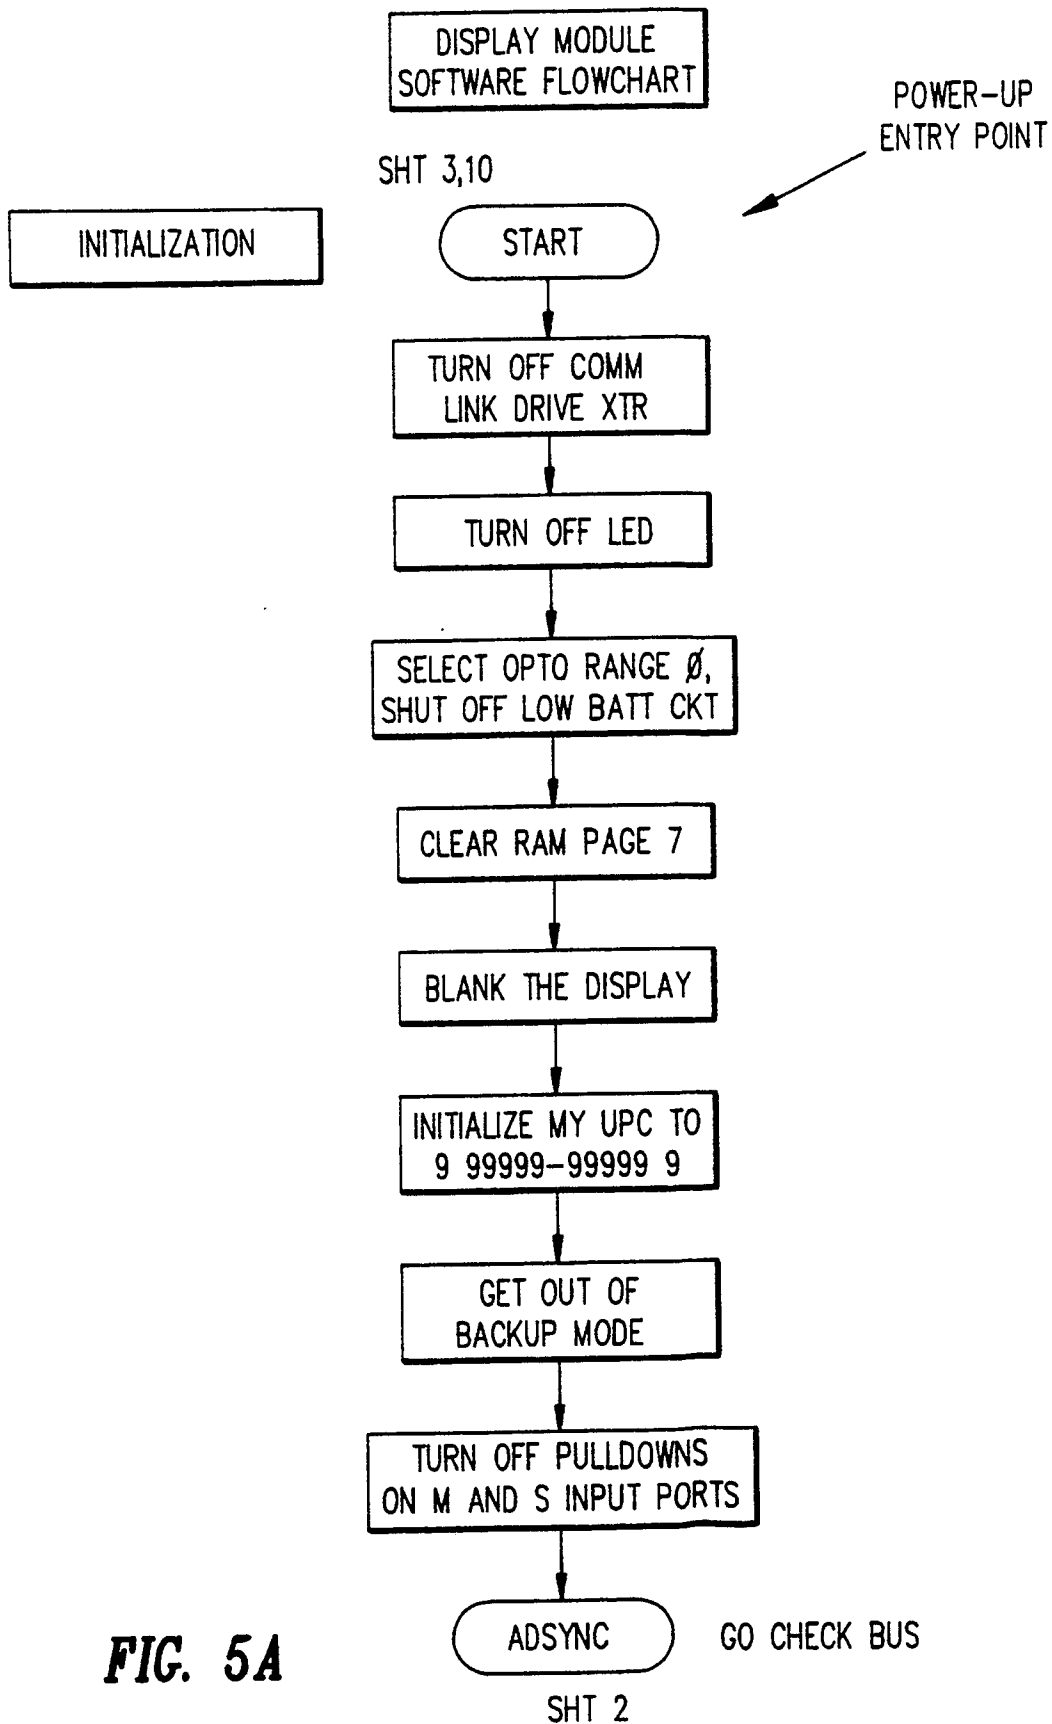 DISPLAY MODULE
SOFTWARE FLOWCHART
POWER-UP
ENTRY POINT
SHT 3,10
INITIALIZATION
START
TURN OFF COMM
LINK DRIVE XTR
TURN OFF LED
SELECT OPTO RANGE Ø,
SHUT OFF LOW BATT CKT
CLEAR RAM PAGE 7
BLANK THE DISPLAY
INITIALIZE MY UPC TO
9 99999-99999 9
GET OUT OF
BACKUP MODE
TURN OFF PULLDOWNS
ON M AND S INPUT PORTS
ADSYNC
GO CHECK BUS
FIG. 5A
SHT 2